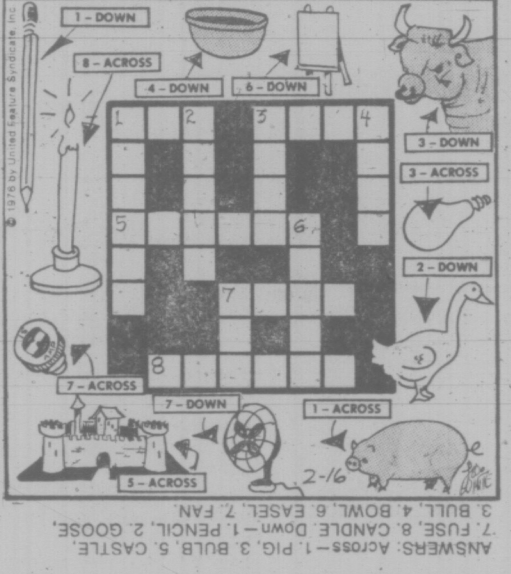 1 – DOWN
8 – ACROSS
4 – DOWN
6 – DOWN
© 1976 by United Feature Syndicate, Inc.
1 2 3 4
3 – DOWN
3 – ACROSS
5 6
2 – DOWN
7
8
7 – ACROSS
7 – DOWN
1 – ACROSS
5 – ACROSS
2-16
ANSWERS: Across—1. PIG, 3. BULB, 5. CASTLE,
7. FUSE, 8. CANDLE. Down—1. PENCIL, 2. GOOSE,
3. BULL, 4. BOWL, 6. EASEL, 7. FAN.